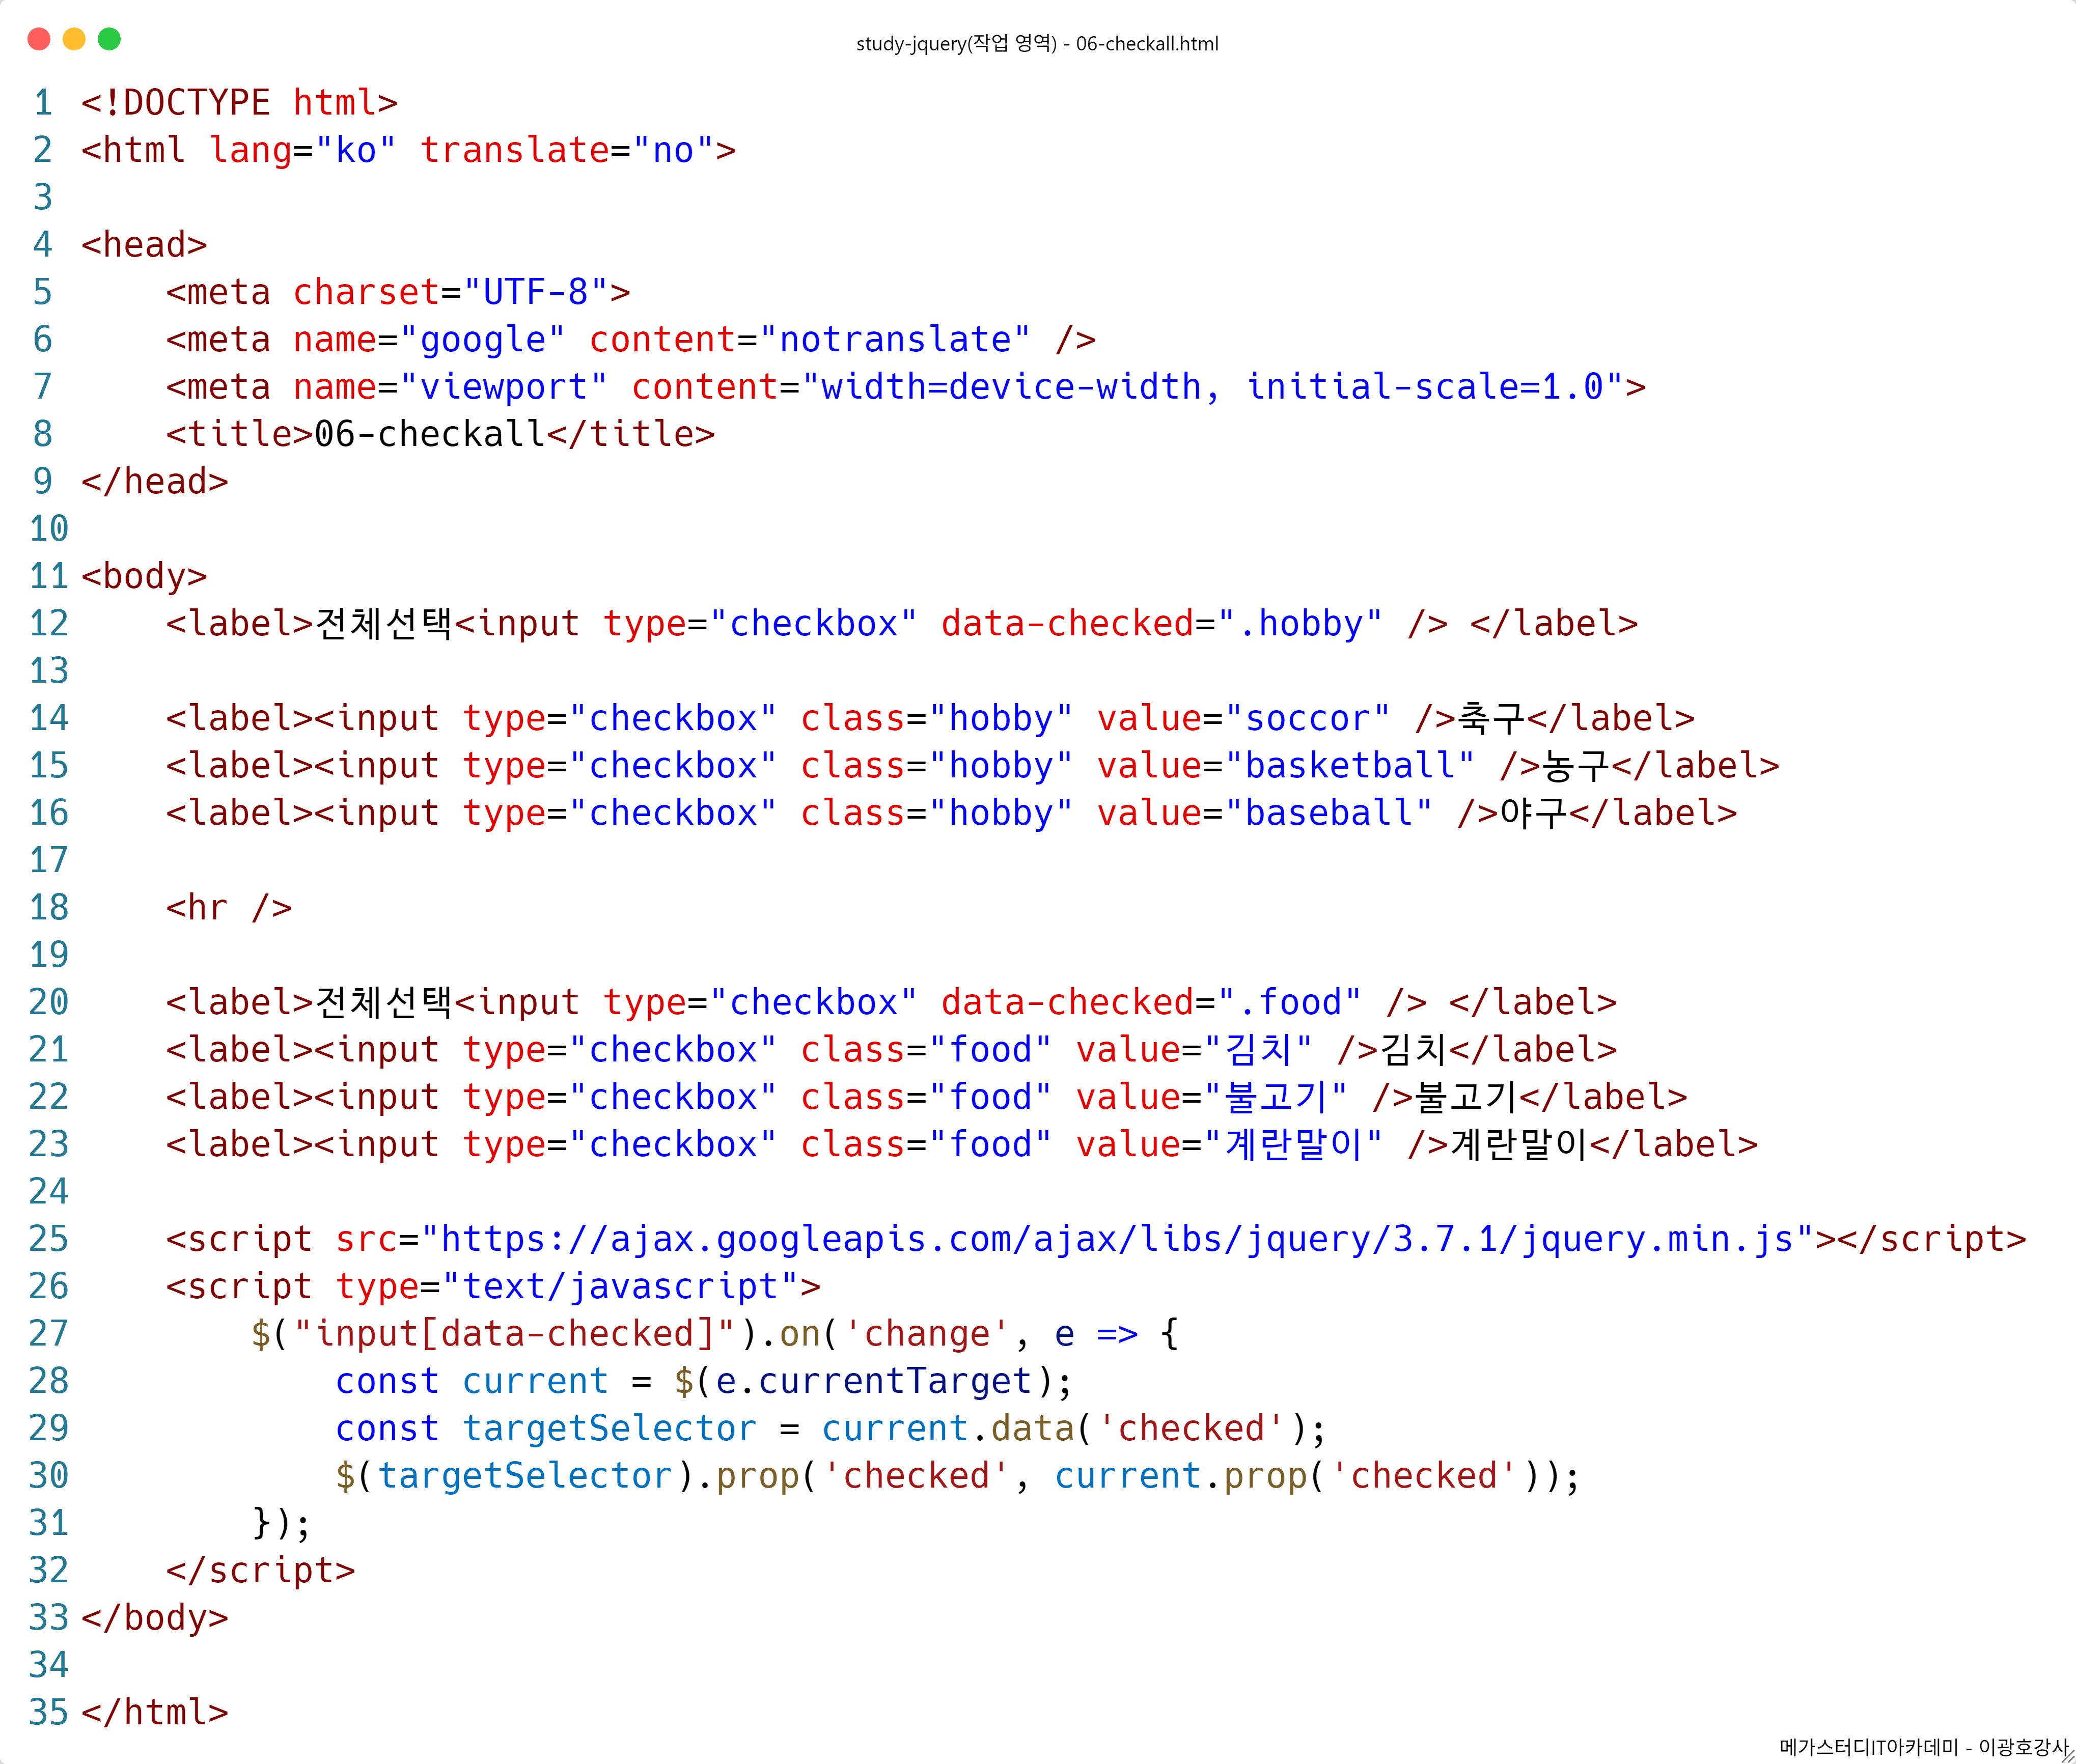 study-jquery(작업 영역) - 06-checkall.html
1 <!DOCTYPE html>
2 <html lang="ko" translate="no">
3
4 <head>
5     <meta charset="UTF-8">
6     <meta name="google" content="notranslate" />
7     <meta name="viewport" content="width=device-width, initial-scale=1.0">
8     <title>06-checkall</title>
9 </head>
10
11 <body>
12     <label>전체선택<input type="checkbox" data-checked=".hobby" /> </label>
13
14     <label><input type="checkbox" class="hobby" value="soccor" />축구</label>
15     <label><input type="checkbox" class="hobby" value="basketball" />농구</label>
16     <label><input type="checkbox" class="hobby" value="baseball" />야구</label>
17
18     <hr />
19
20     <label>전체선택<input type="checkbox" data-checked=".food" /> </label>
21     <label><input type="checkbox" class="food" value="김치" />김치</label>
22     <label><input type="checkbox" class="food" value="불고기" />불고기</label>
23     <label><input type="checkbox" class="food" value="계란말이" />계란말이</label>
24
25     <script src="https://ajax.googleapis.com/ajax/libs/jquery/3.7.1/jquery.min.js"></script>
26     <script type="text/javascript">
27         $("input[data-checked]").on('change', e => {
28             const current = $(e.currentTarget);
29             const targetSelector = current.data('checked');
30             $(targetSelector).prop('checked', current.prop('checked'));
31         });
32     </script>
33 </body>
34
35 </html>
메가스터디IT아카데미 - 이광호강사